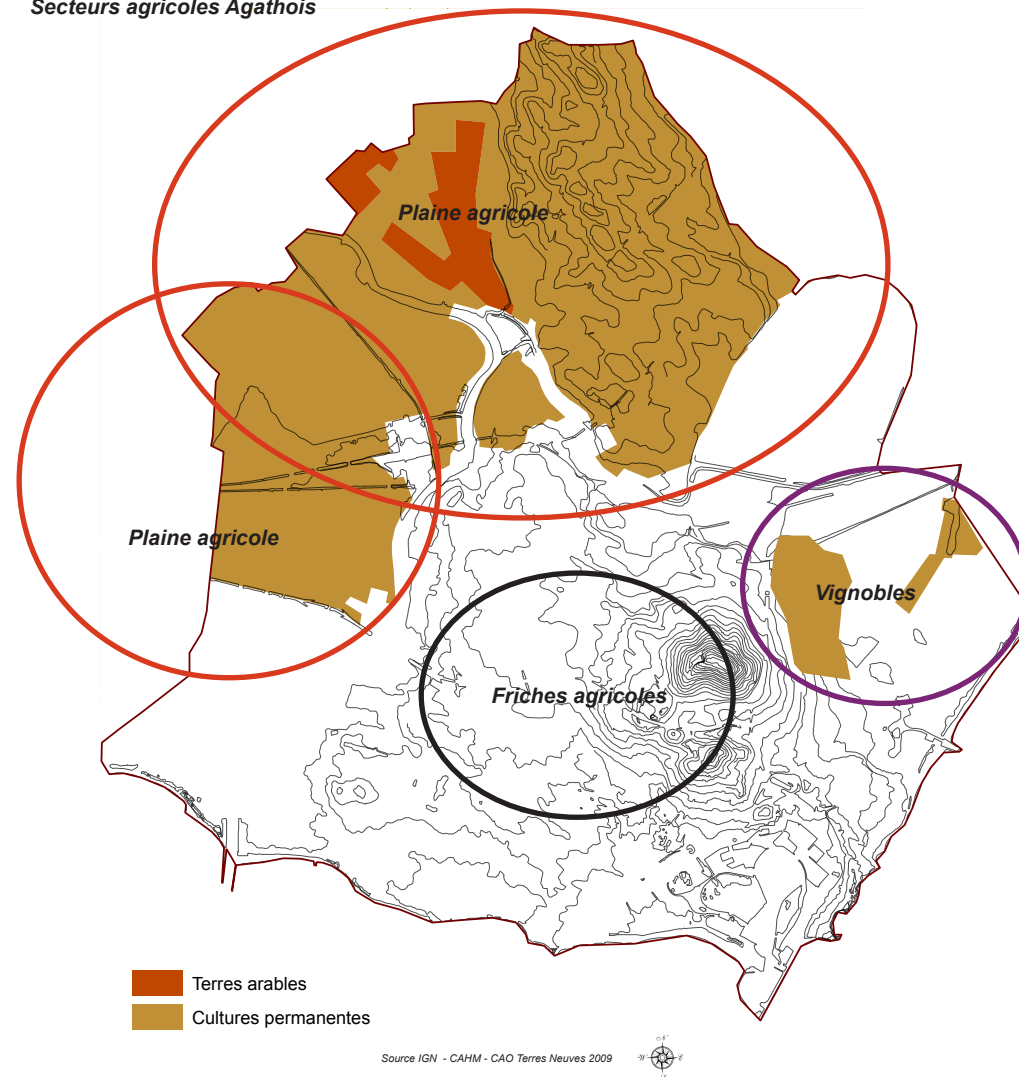 Secteurs agricoles Agathois
Plaine agricole
Plaine agricole
Vignobles
Friches agricoles
Terres arables
Cultures permanentes
Source IGN - CAHM - CAO Terres Neuves 2009